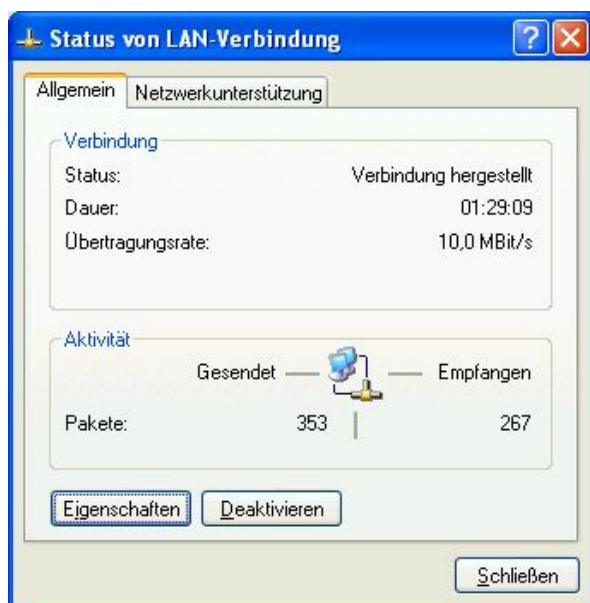 Status von LAN-Verbindung
Allgemein Netzwerkunterstützung
Verbindung
Status: Verbindung hergestellt
Dauer: 01:29:09
Übertragungsrate: 10,0 MBit/s
Aktivität
Gesendet Empfangen
Pakete: 353 267
Eigenschaften Deaktivieren
Schließen